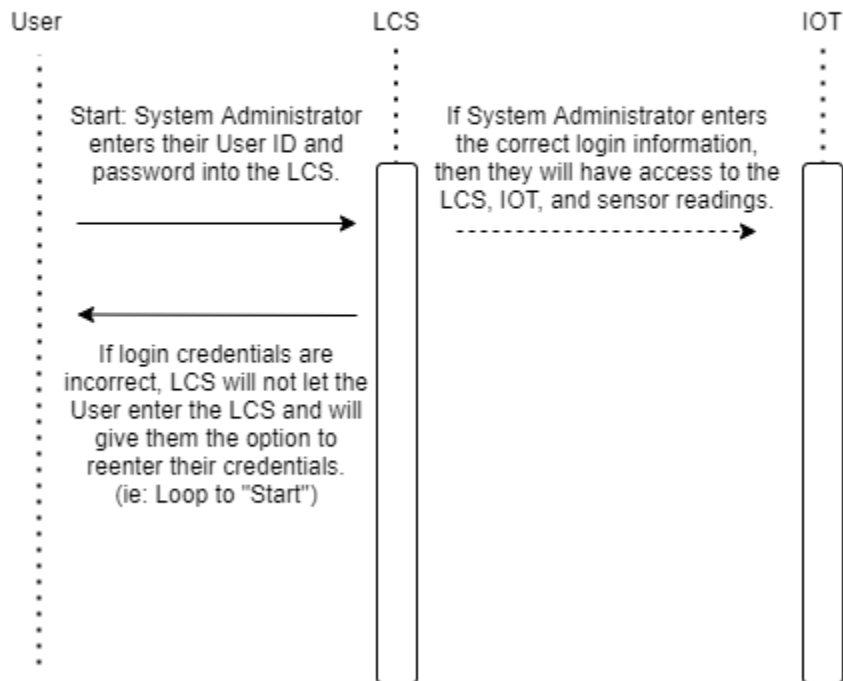 User
LCS
IOT
Start: System Administrator
enters their User ID and
password into the LCS.
If System Administrator enters
the correct login information,
then they will have access to the
LCS, IOT, and sensor readings.
If login credentials are
incorrect, LCS will not let the
User enter the LCS and will
give them the option to
reenter their credentials.
(ie: Loop to "Start")